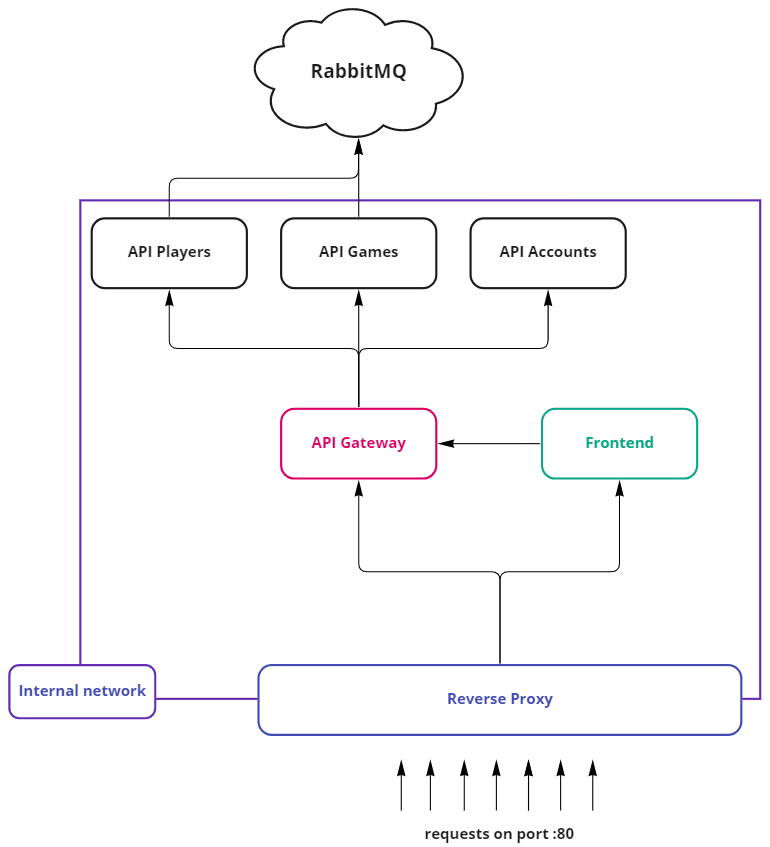 RabbitMQ
API Players
API Games
API Accounts
API Gateway
Frontend
Internal network
Reverse Proxy
requests on port :80